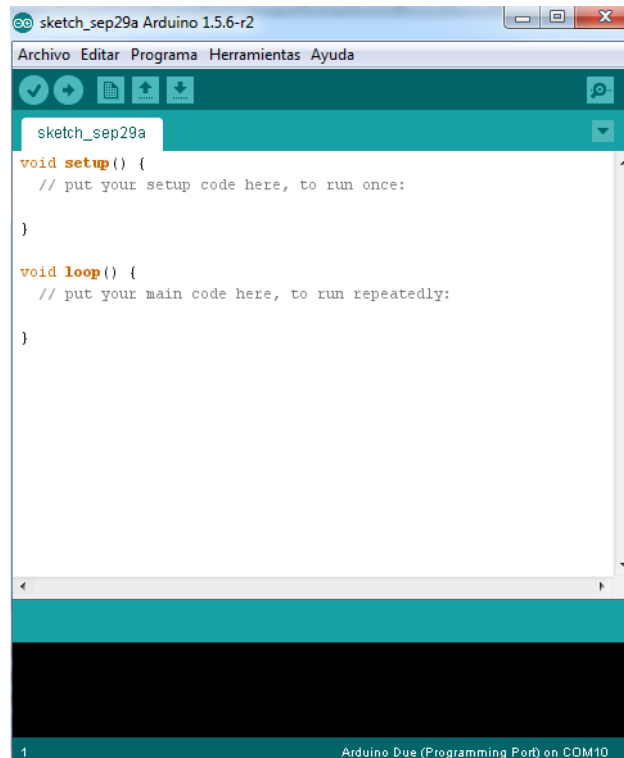 sketch_sep29a Arduino 1.5.6-r2
Archivo Editar Programa Herramientas Ayuda
sketch_sep29a
void setup() {
// put your setup code here, to run once:
}
void loop() {
// put your main code here, to run repeatedly:
}
1 Arduino Due (Programming Port) on COM10